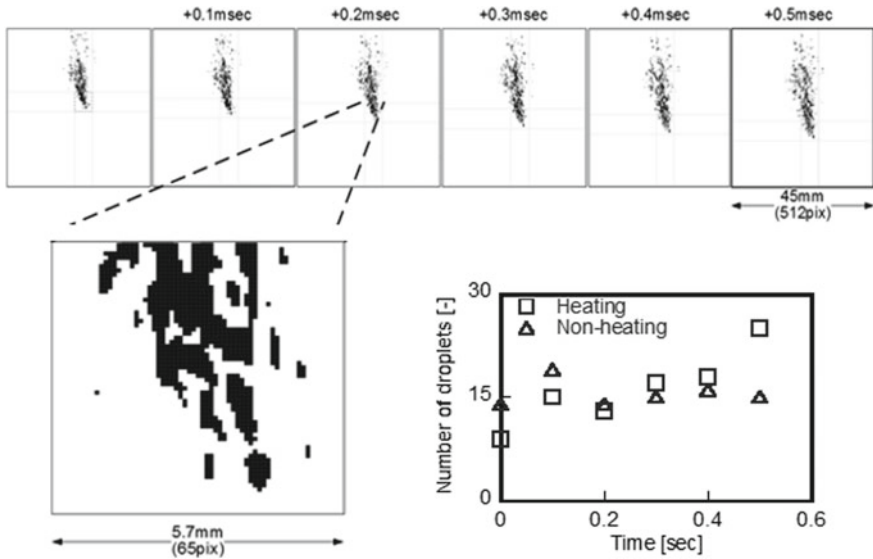 +0.1msec +0.2msec +0.3msec +0.4msec +0.5msec
45mm
(512pix)
5.7mm
(65pix)
30
Heating
Non-heating
15
0
Number of droplets [-]
0 0.2 0.4 0.6
Time [sec]